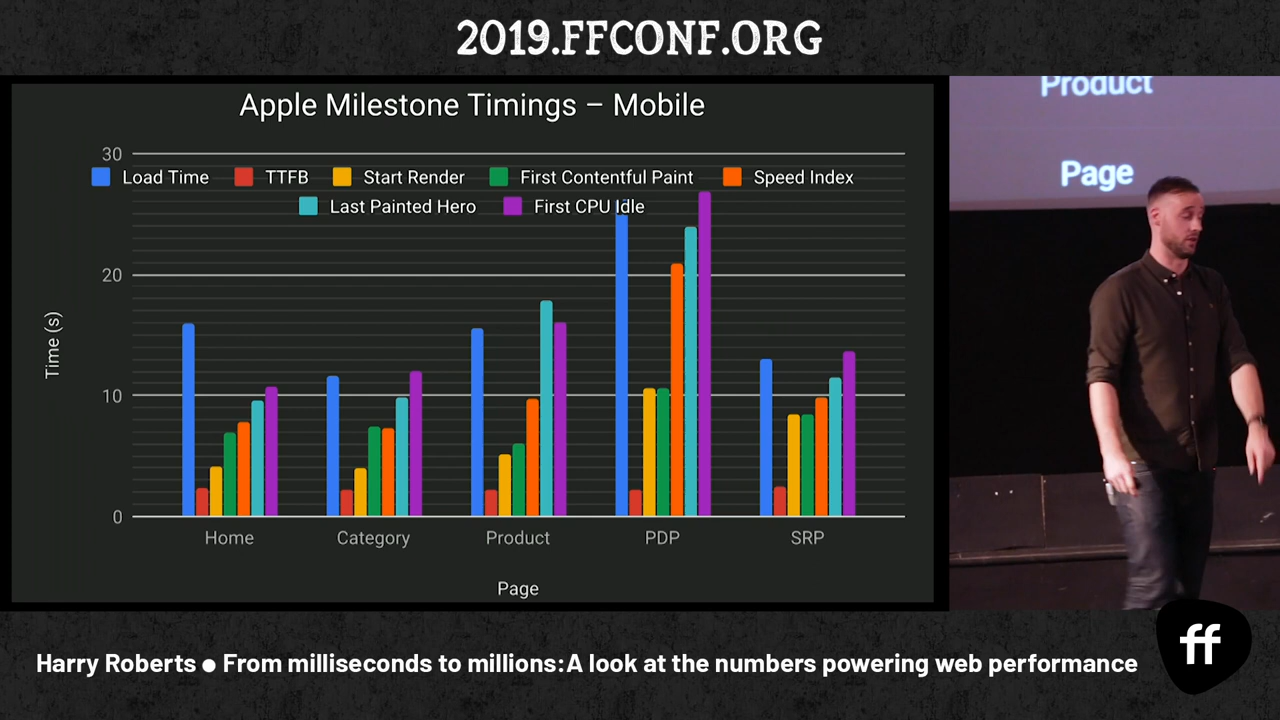 2019.FFCONF.ORG
Apple Milestone Timings – Mobile
30
Load Time TTFB Start Render First Contentful Paint Speed Index
Last Painted Hero First CPU Idle
20
10
0
Time (s)
Home Category Product PDP SRP
Page
Product
Page
Harry Roberts ● From milliseconds to millions: A look at the numbers powering web performance
ff